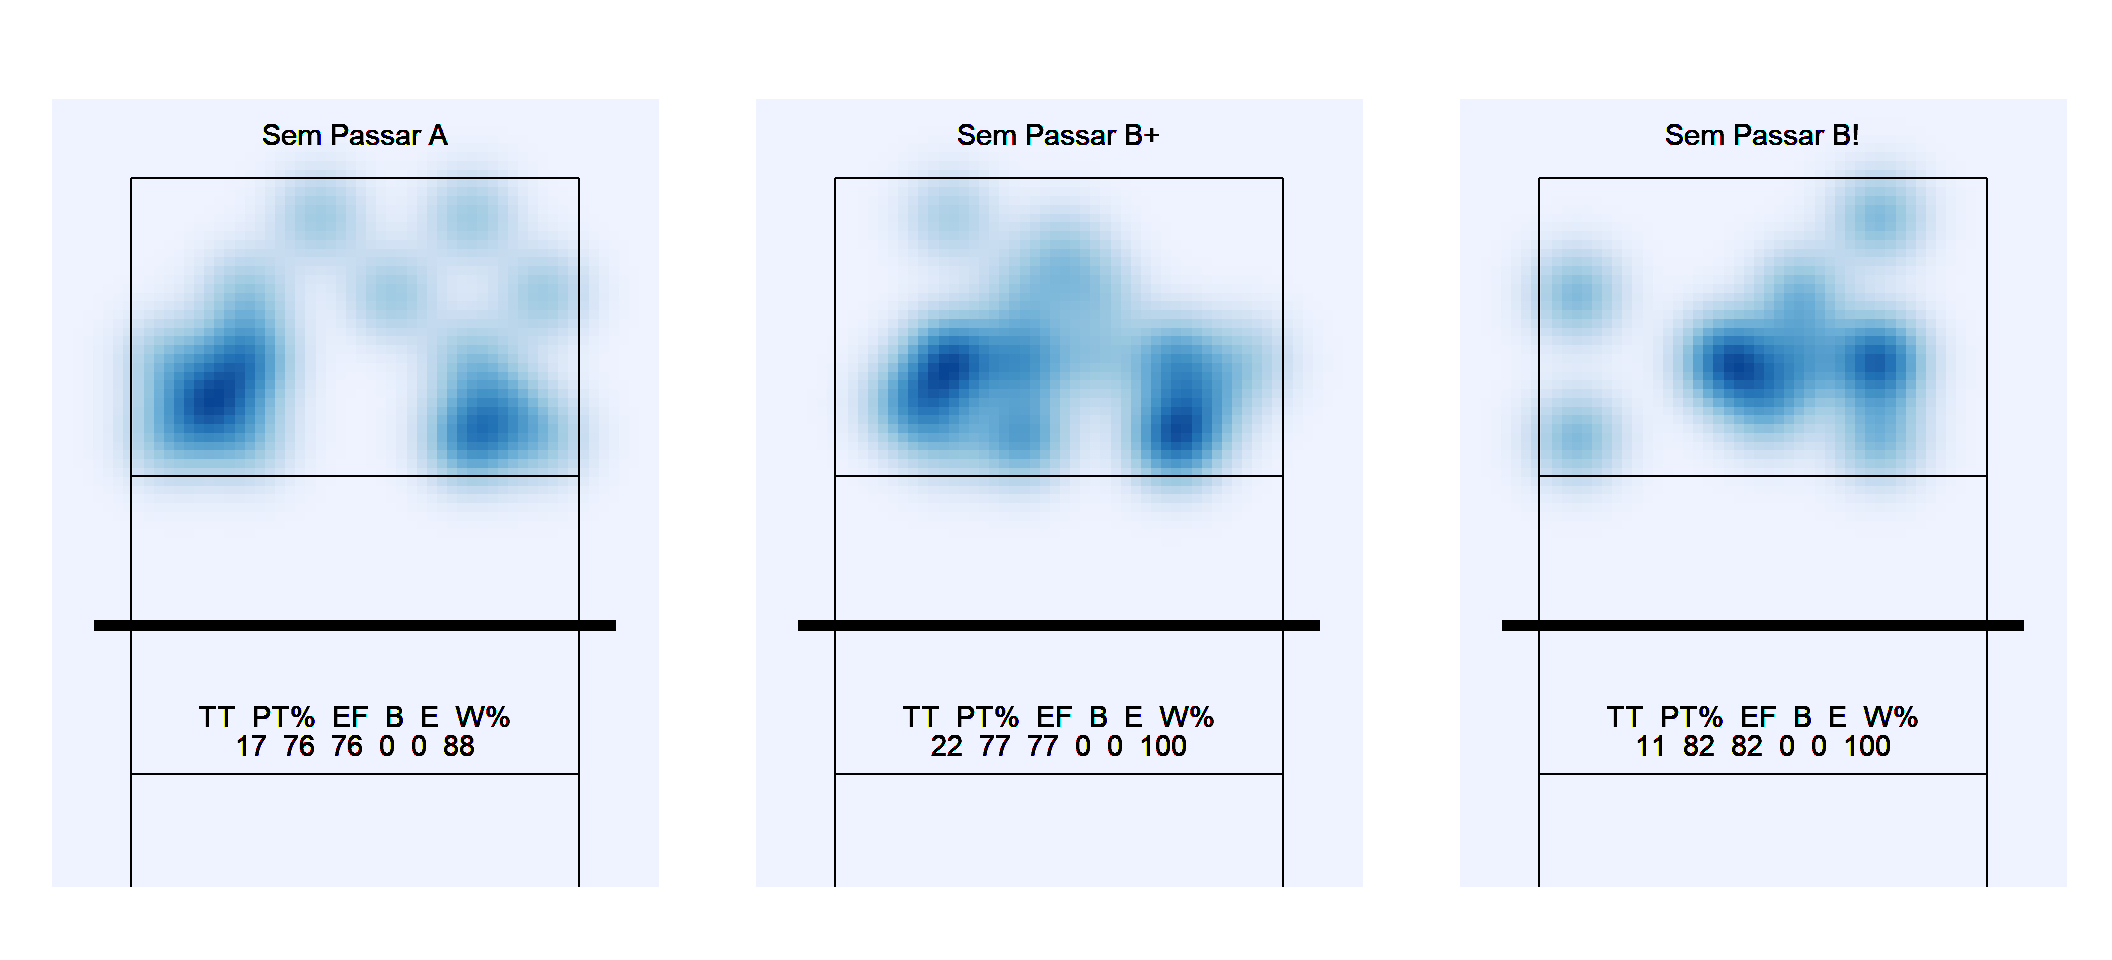 Sem Passar A
TT PT% EF B E W%
17 76 76 0 0 88
Sem Passar B+
TT PT% EF B E W%
22 77 77 0 0 100
Sem Passar B!
TT PT% EF B E W%
11 82 82 0 0 100